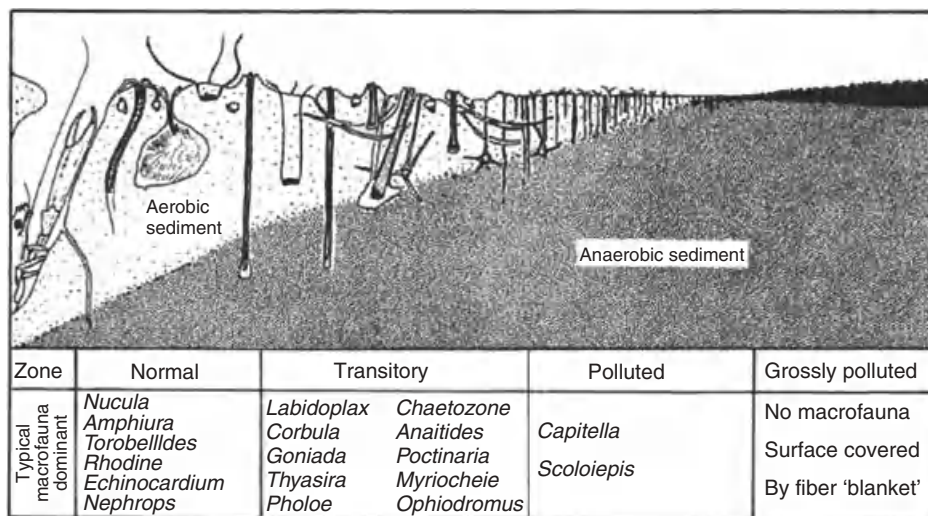 Aerobic
sediment
Anaerobic sediment
Zone
Normal
Transitory
Polluted
Grossly polluted
Typical
macrofauna
dominant
Nucula
Amphiura
Torobellldes
Rhodine
Echinocardium
Nephrops
Labidoplax
Corbula
Goniada
Thyasira
Pholoe
Chaetozone
Anaitides
Poctinaria
Myriocheie
Ophiodromus
Capitella
Scoloiepis
No macrofauna
Surface covered
By fiber ‘blanket’